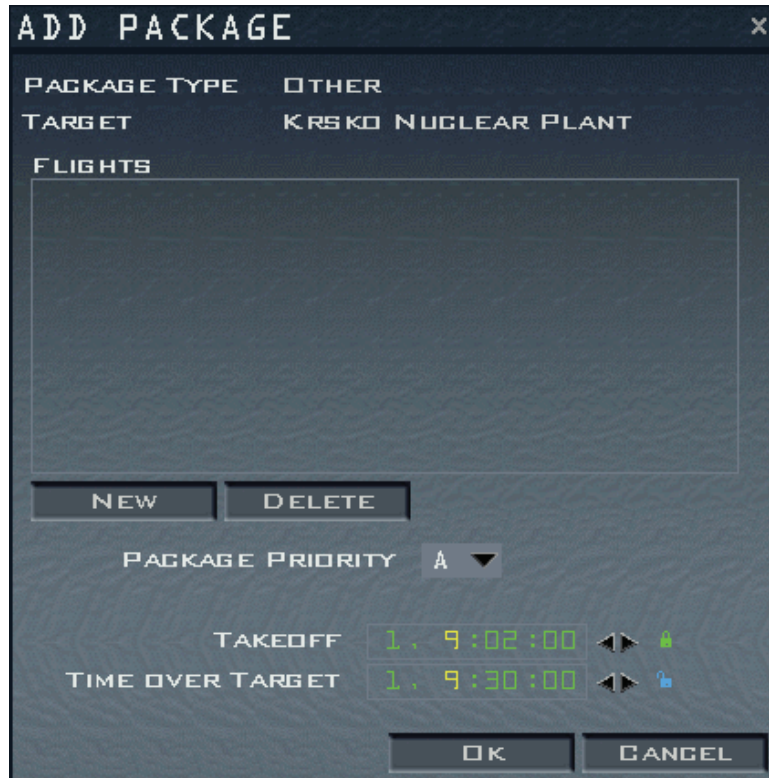 ADD PACKAGE ×
PACKAGE TYPE OTHER
TARGET KRSKO NUCLEAR PLANT
FLIGHTS
NEW DELETE
PACKAGE PRIORITY A
TAKEOFF 1, 9:02:00
TIME OVER TARGET 1, 9:30:00
OK CANCEL